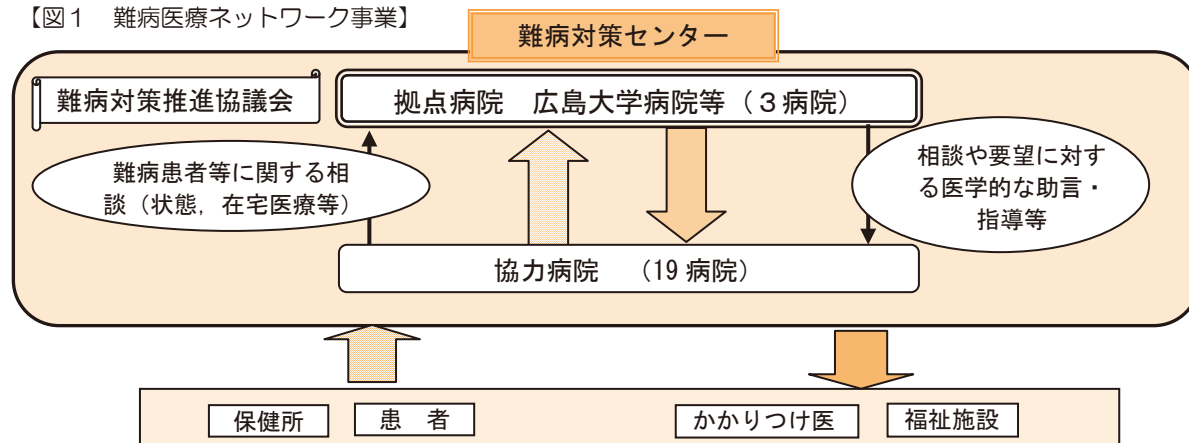 【図1 難病医療ネットワーク事業】
難病対策センター
難病対策推進協議会
拠点病院 広島大学病院等(3病院)
難病患者等に関する相
談(状態,在宅医療等)
相談や要望に対す
る医学的な助言・
指導等
協力病院 (19 病院)
保健所
患 者
かかりつけ医
福祉施設